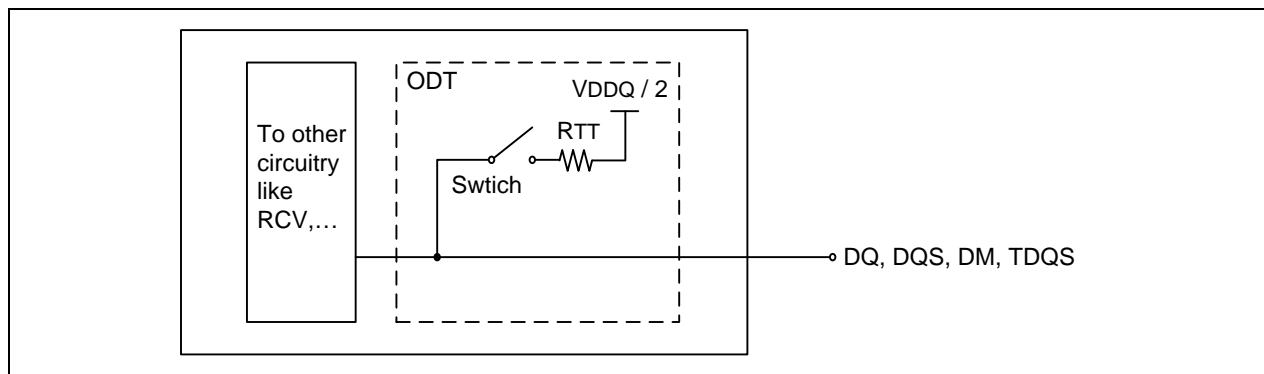 ODT
VDDQ / 2
RTT
To other
circuitry
like
RCV,…
Swtich
DQ, DQS, DM, TDQS